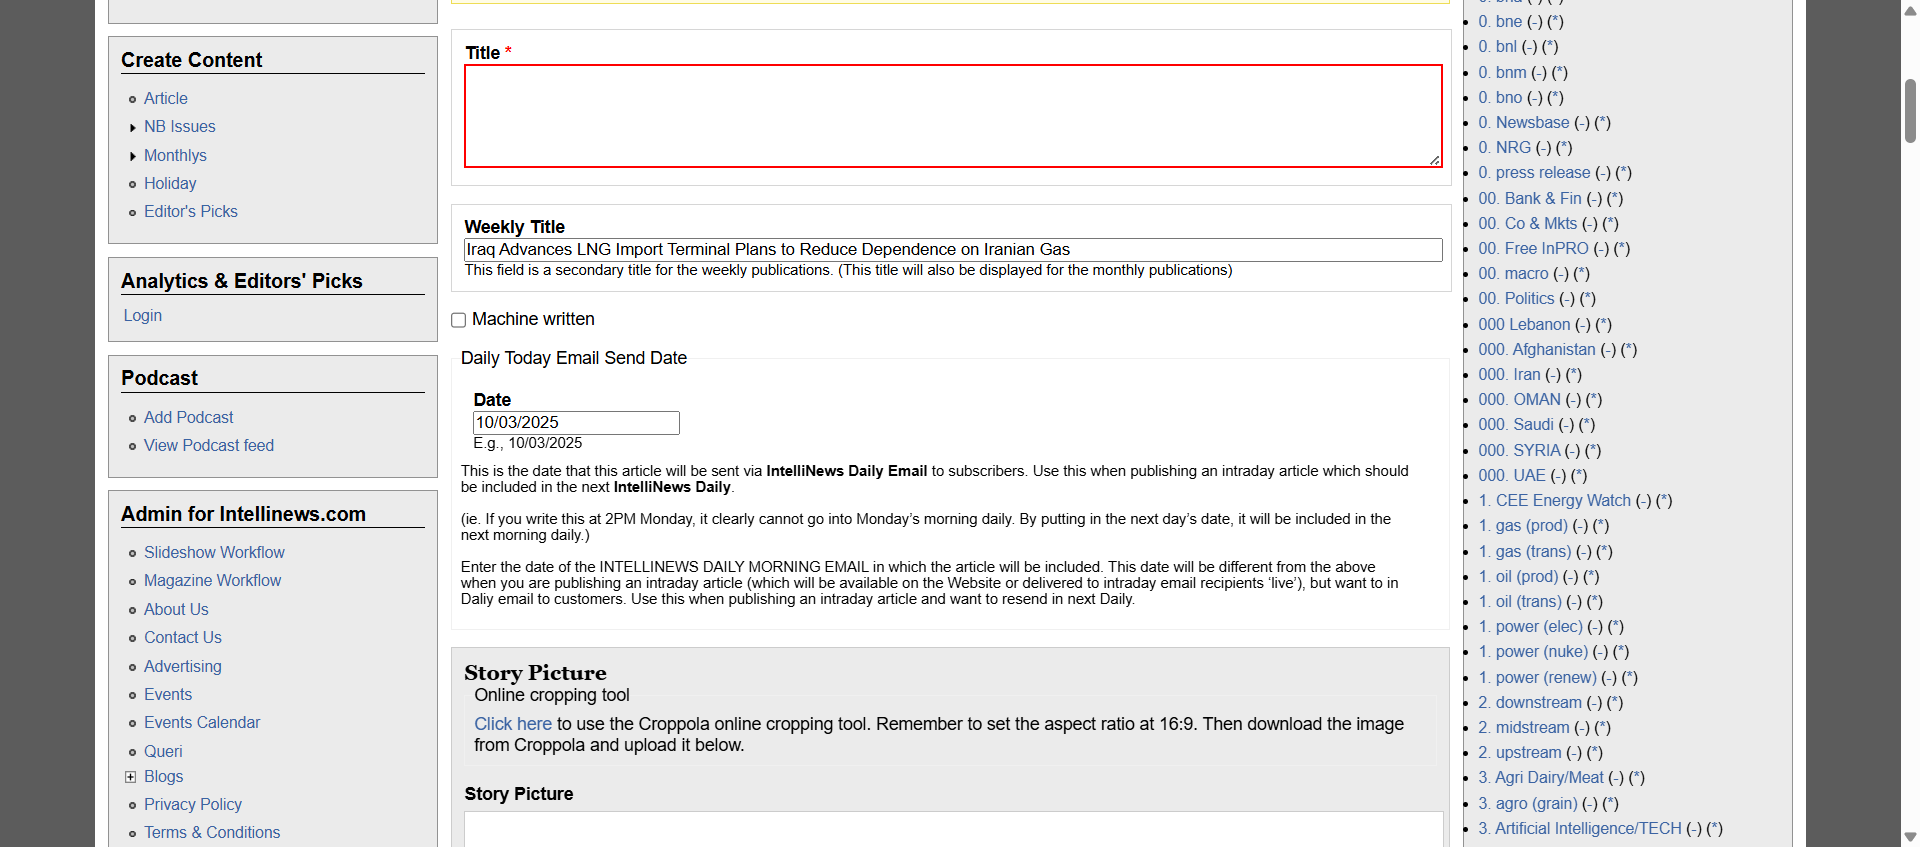 Create Content
Article
NB Issues
Monthlys
Holiday
Editor's Picks
Analytics & Editors' Picks
Login
Podcast
Add Podcast
View Podcast feed
Admin for Intellinews.com
Slideshow Workflow
Magazine Workflow
About Us
Contact Us
Advertising
Events
Events Calendar
Queri
Blogs
Privacy Policy
Terms & Conditions
Title *
Weekly Title
Iraq Advances LNG Import Terminal Plans to Reduce Dependence on Iranian Gas
This field is a secondary title for the weekly publications. (This title will also be displayed for the monthly publications)
Machine written
Daily Today Email Send Date
Date
10/03/2025
E.g., 10/03/2025
This is the date that this article will be sent via IntelliNews Daily Email to subscribers. Use this when publishing an intraday article which should
be included in the next IntelliNews Daily.
(ie. If you write this at 2PM Monday, it clearly cannot go into Monday’s morning daily. By putting in the next day’s date, it will be included in the
next morning daily.)
Enter the date of the INTELLINEWS DAILY MORNING EMAIL in which the article will be included. This date will be different from the above
when you are publishing an intraday article (which will be available on the Website or delivered to intraday email recipients ‘live’), but want to in
Daliy email to customers. Use this when publishing an intraday article and want to resend in next Daily.
Story Picture
Online cropping tool
Click here to use the Croppola online cropping tool. Remember to set the aspect ratio at 16:9. Then download the image
from Croppola and upload it below.
Story Picture
0. bne (-) (*)
0. bnl (-) (*)
0. bnm (-) (*)
0. bno (-) (*)
0. Newsbase (-) (*)
0. NRG (-) (*)
0. press release (-) (*)
00. Bank & Fin (-) (*)
00. Co & Mkts (-) (*)
00. Free InPRO (-) (*)
00. macro (-) (*)
00. Politics (-) (*)
000 Lebanon (-) (*)
000. Afghanistan (-) (*)
000. Iran (-) (*)
000. OMAN (-) (*)
000. Saudi (-) (*)
000. SYRIA (-) (*)
000. UAE (-) (*)
1. CEE Energy Watch (-) (*)
1. gas (prod) (-) (*)
1. gas (trans) (-) (*)
1. oil (prod) (-) (*)
1. oil (trans) (-) (*)
1. power (elec) (-) (*)
1. power (nuke) (-) (*)
1. power (renew) (-) (*)
2. downstream (-) (*)
2. midstream (-) (*)
2. upstream (-) (*)
3. Agri Dairy/Meat (-) (*)
3. agro (grain) (-) (*)
3. Artificial Intelligence/TECH (-) (*)